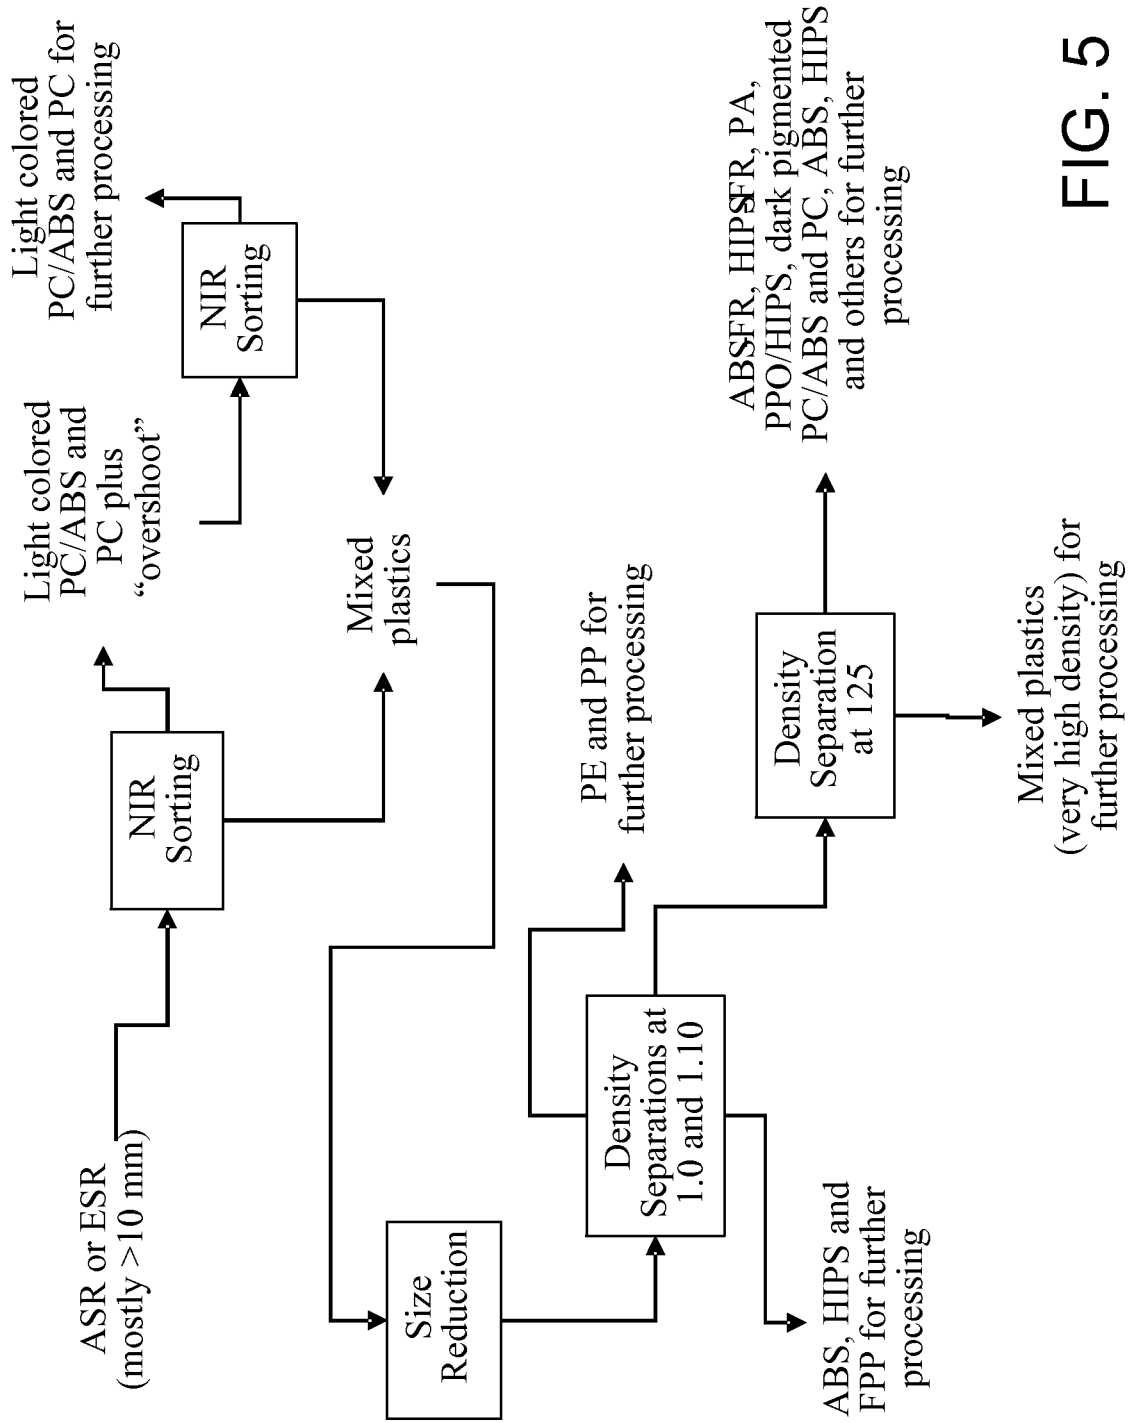 ASR or ESR
(mostly >10 mm)
NIR
Sorting
Light colored
PC/ABS and
PC plus
“overshoot”
NIR
Sorting
Light colored
PC/ABS and PC for
further processing
Mixed
plastics
Size
Reduction
Density
Separations at
1.0 and 1.10
PE and PP for
further processing
ABS, HIPS and
FPP for further
processing
Density
Separation
at 125
ABSFR, HIPSFR, PA,
PPO/HIPS, dark pigmented
PC/ABS and PC, ABS, HIPS
and others for further
processing
Mixed plastics
(very high density) for
further processing
FIG. 5